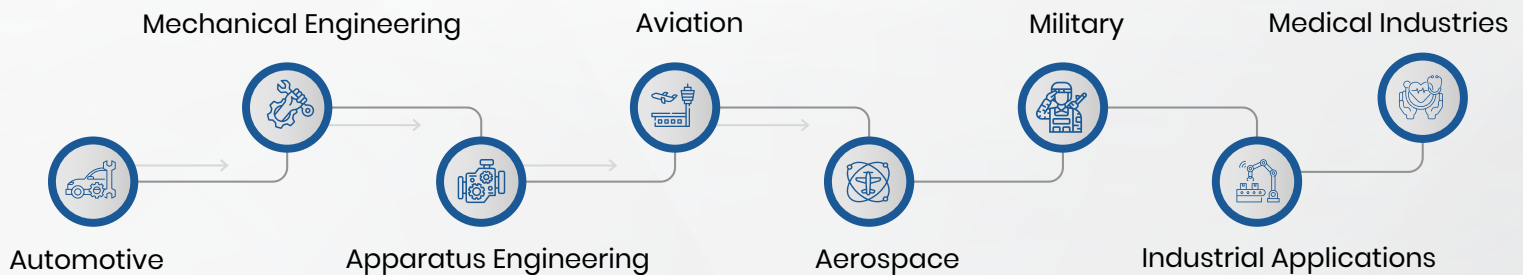 Mechanical Engineering
Aviation
Military
Medical Industries
Automotive
Apparatus Engineering
Aerospace
Industrial Applications